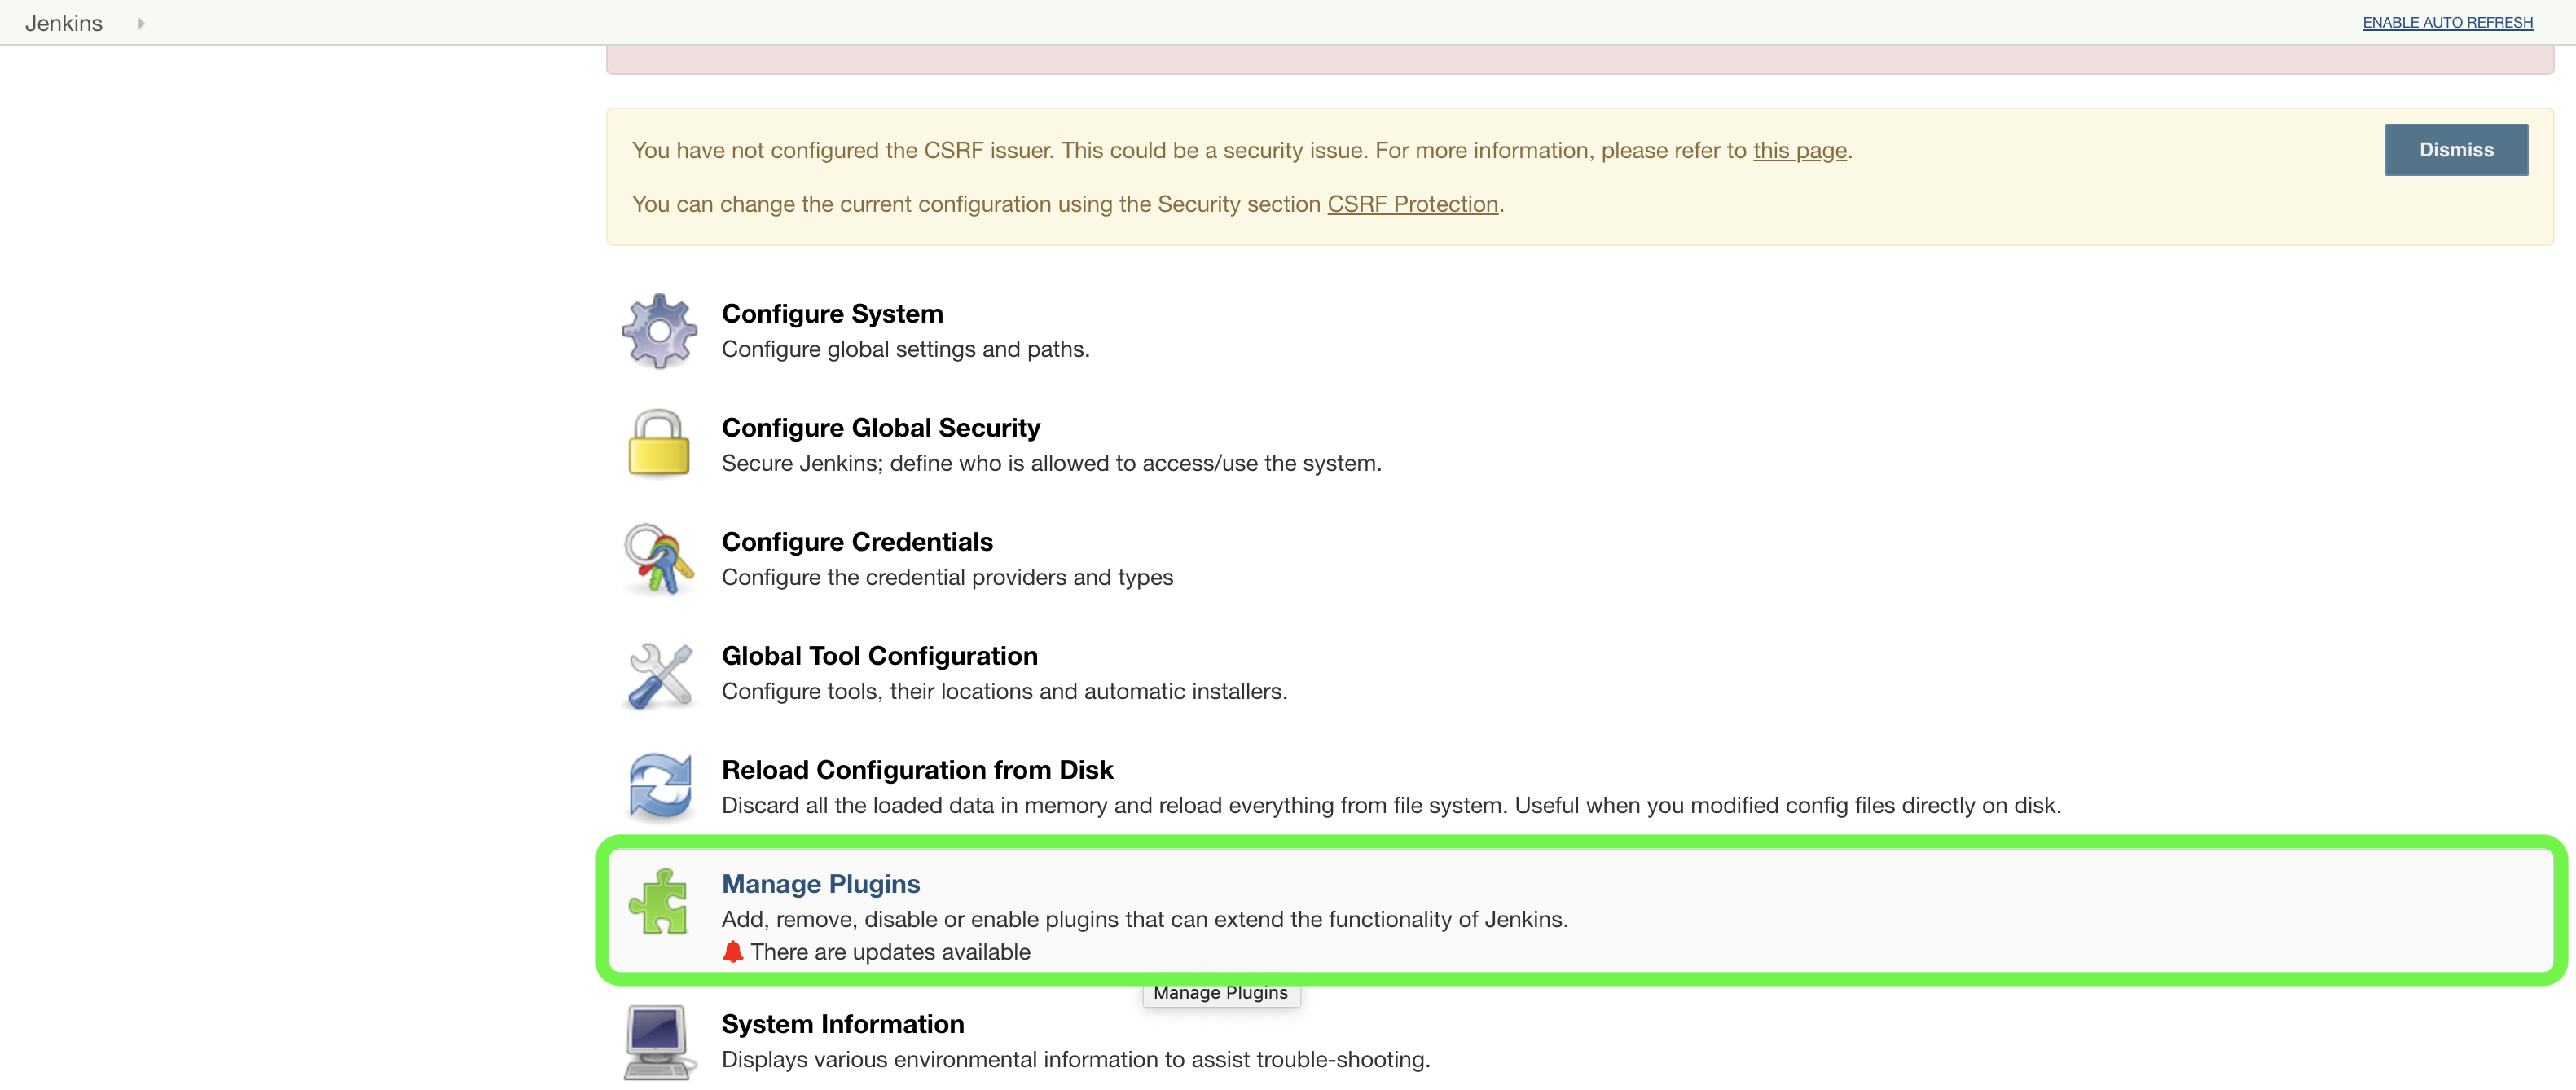 Jenkins
ENABLE AUTO REFRESH
You have not configured the CSRF issuer. This could be a security issue. For more information, please refer to this page.
Dismiss
You can change the current configuration using the Security section CSRF Protection.
Configure System
Configure global settings and paths.
Configure Global Security
Secure Jenkins; define who is allowed to access/use the system.
Configure Credentials
Configure the credential providers and types
Global Tool Configuration
Configure tools, their locations and automatic installers.
Reload Configuration from Disk
Discard all the loaded data in memory and reload everything from file system. Useful when you modified config files directly on disk.
Manage Plugins
Add, remove, disable or enable plugins that can extend the functionality of Jenkins.
There are updates available
Manage Plugins
System Information
Displays various environmental information to assist trouble-shooting.